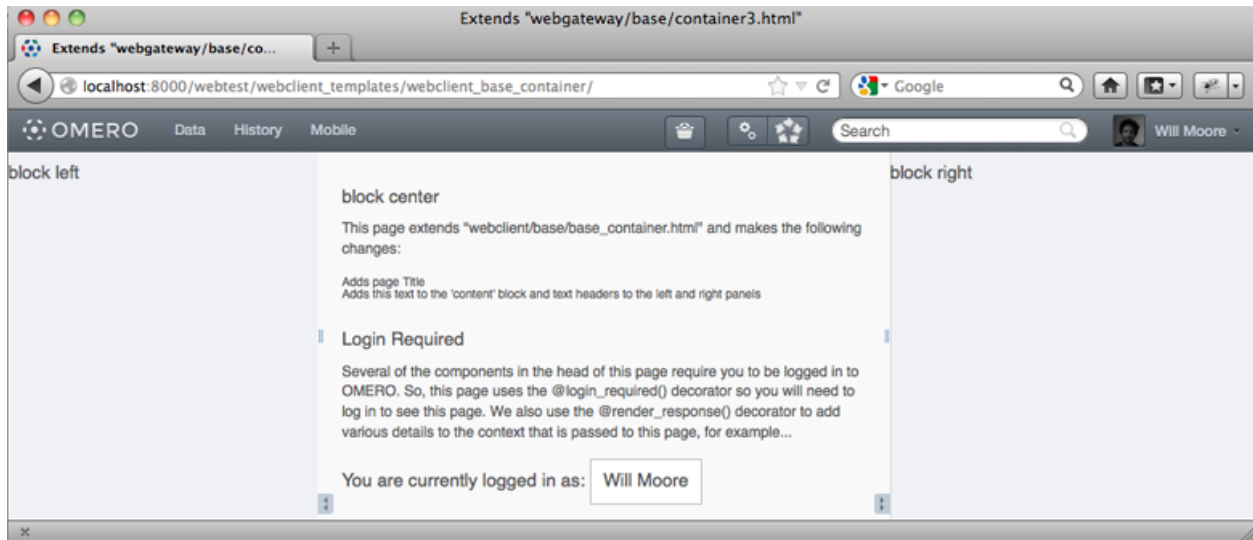 Extends "webgateway/base/container3.html"
Extends "webgateway/base/co...
localhost:8000/webtest/webclient_templates/webclient_base_container/
Google
OMERO Data History Mobile Search Will Moore
block left
block center
This page extends "webclient/base/base_container.html" and makes the following
changes:
Adds page Title
Adds this text to the 'content' block and text headers to the left and right panels
Login Required
Several of the components in the head of this page require you to be logged in to
OMERO. So, this page uses the @login_required() decorator so you will need to
log in to see this page. We also use the @render_response() decorator to add
various details to the context that is passed to this page, for example...
You are currently logged in as: Will Moore
block right